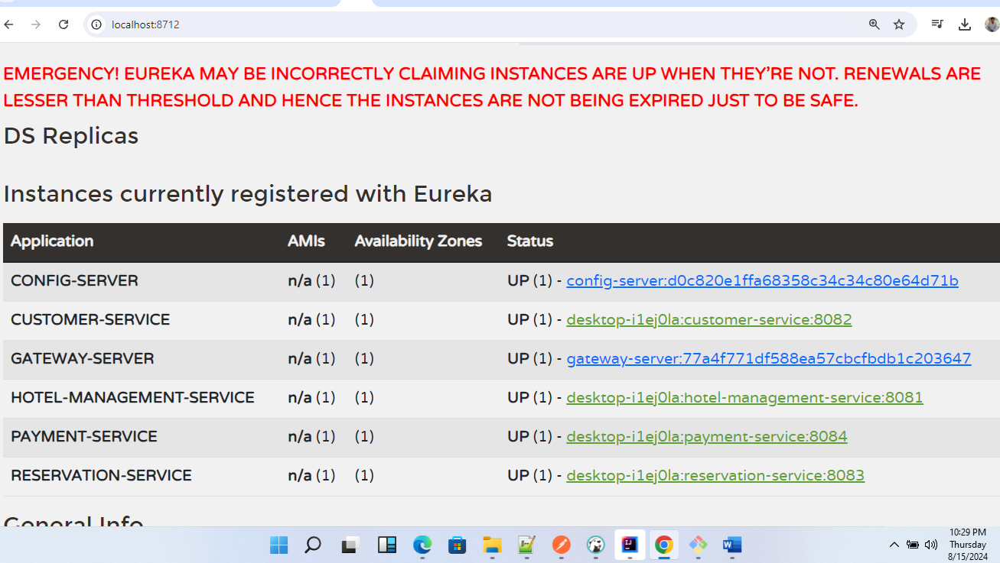 localhost:8712
EMERGENCY! EUREKA MAY BE INCORRECTLY CLAIMING INSTANCES ARE UP WHEN THEY'RE NOT. RENEWALS ARE
LESSER THAN THRESHOLD AND HENCE THE INSTANCES ARE NOT BEING EXPIRED JUST TO BE SAFE.
DS Replicas
Instances currently registered with Eureka
Application AMIs Availability Zones Status
CONFIG-SERVER n/a (1) (1) UP (1) - config-server:d0c820e1ffa68358c34c34c80e64d71b
CUSTOMER-SERVICE n/a (1) (1) UP (1) - desktop-i1ej0la:customer-service:8082
GATEWAY-SERVER n/a (1) (1) UP (1) - gateway-server:77a4f771df588ea57cbcfbdb1c203647
HOTEL-MANAGEMENT-SERVICE n/a (1) (1) UP (1) - desktop-i1ej0la:hotel-management-service:8081
PAYMENT-SERVICE n/a (1) (1) UP (1) - desktop-i1ej0la:payment-service:8084
RESERVATION-SERVICE n/a (1) (1) UP (1) - desktop-i1ej0la:reservation-service:8083
General Info
10:29 PM
Thursday
8/15/2024